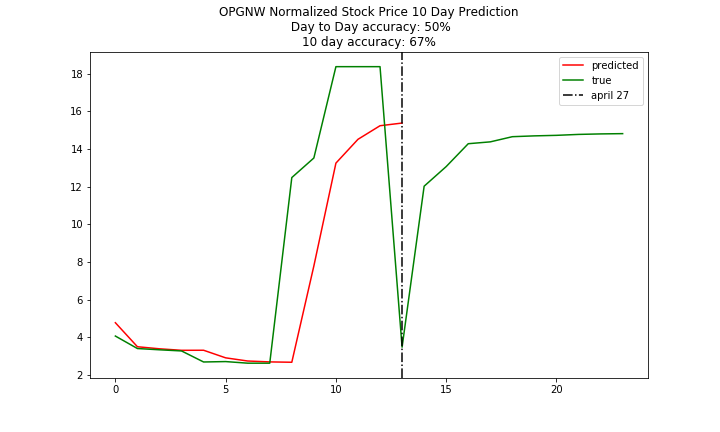 OPGNW Normalized Stock Price 10 Day Prediction
Day to Day accuracy: 50%
10 day accuracy: 67%
predicted
true
april 27
18
16
14
12
10
8
6
4
2
0
5
10
15
20